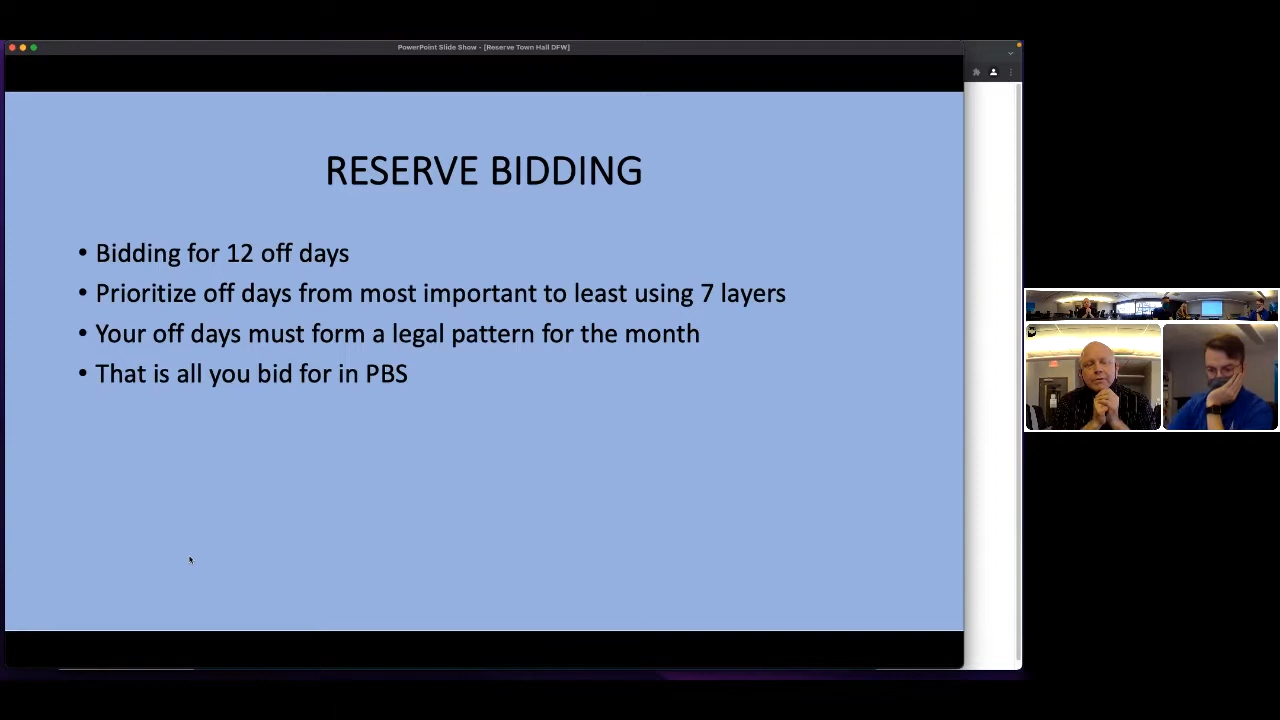 PowerPoint Slide Show - [Reserve Town Hall DFW]
RESERVE BIDDING
• Bidding for 12 off days
• Prioritize off days from most important to least using 7 layers
• Your off days must form a legal pattern for the month
• That is all you bid for in PBS